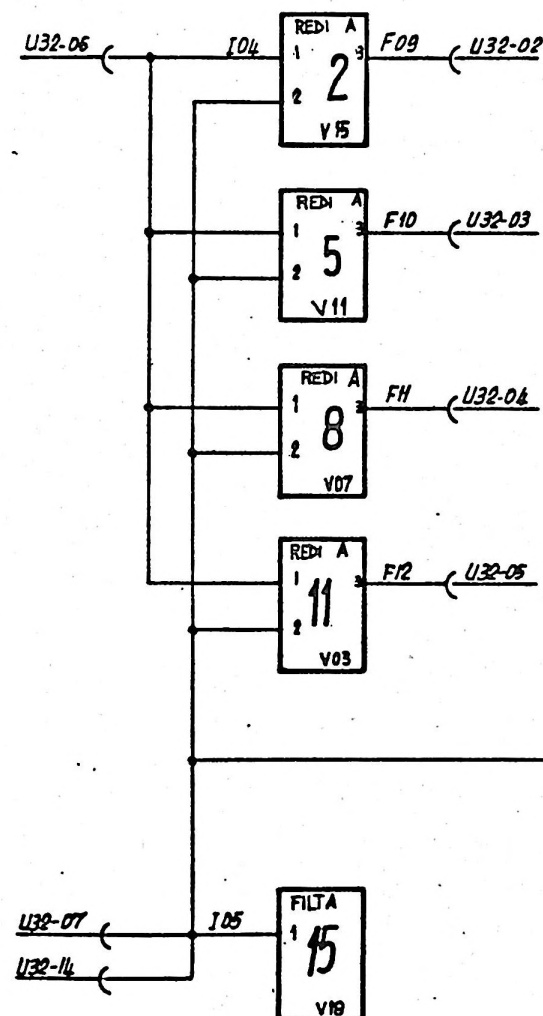 REDI A
U32-06 I04 1 3 F09 U32-02
2
2
V15
REDI A
1 3 F10 U32-03
5
2
V11
REDI A
1 3 F11 U32-04
8
2
V07
REDI A
1 3 F12 U32-05
11
2
V03
FILTA
U32-07 I05 1
15
U32-14
V19